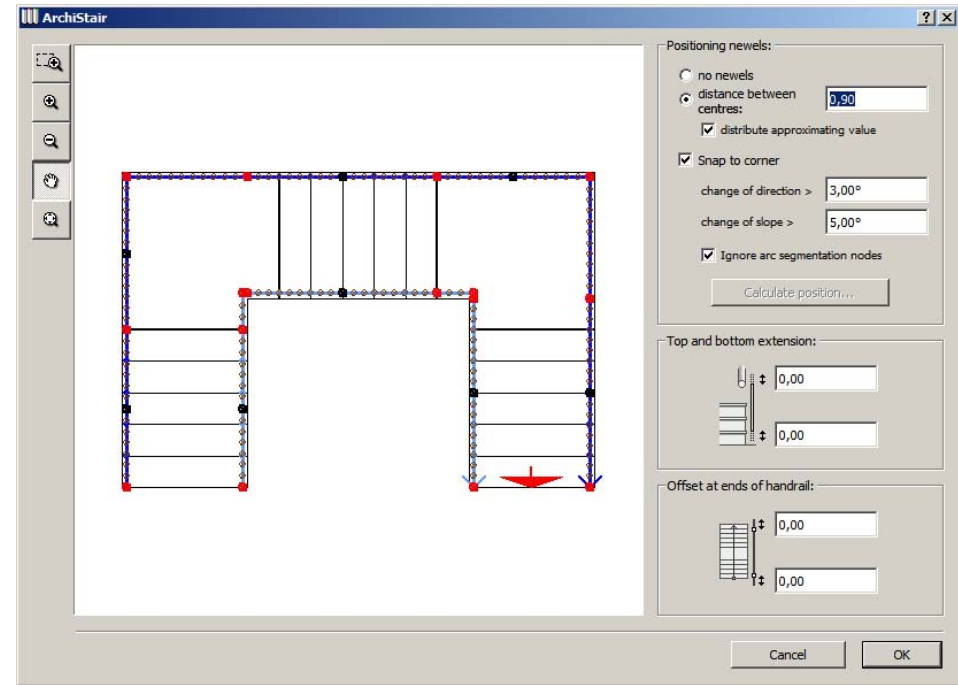 ArchiStair
Positioning newels:
no newels
distance between
centres:
0,90
distribute approximating value
Snap to corner
change of direction >
3,00°
change of slope >
5,00°
Ignore arc segmentation nodes
Calculate position...
Top and bottom extension:
0,00
0,00
Offset at ends of handrail:
0,00
0,00
Cancel
OK